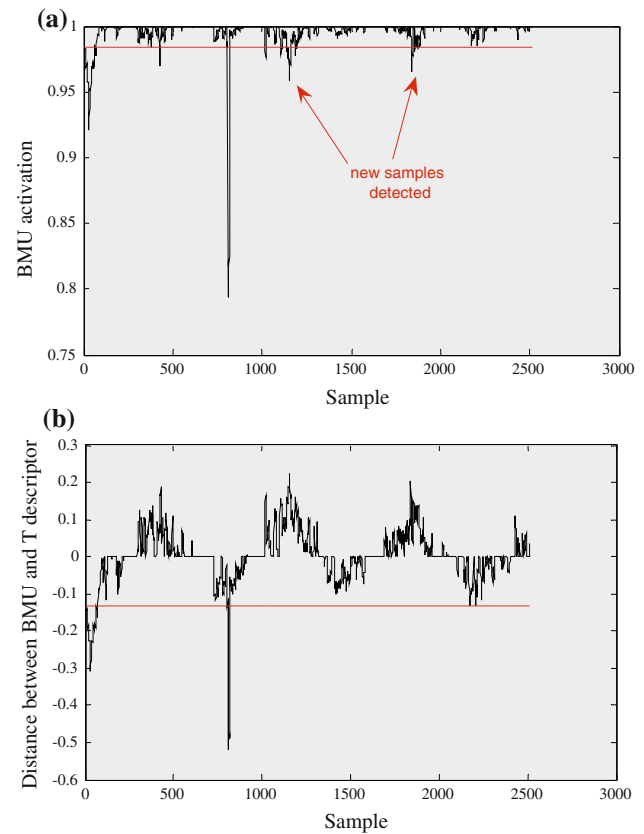 (a)
1
0.95
0.9
0.85
0.8
0.75
BMU activation
new samples
detected
0 500 1000 1500 2000 2500 3000
Sample
(b)
0.3
0.2
0.1
0
-0.1
-0.2
-0.3
-0.4
-0.5
-0.6
Distance between BMU and T descriptor
0 500 1000 1500 2000 2500 3000
Sample